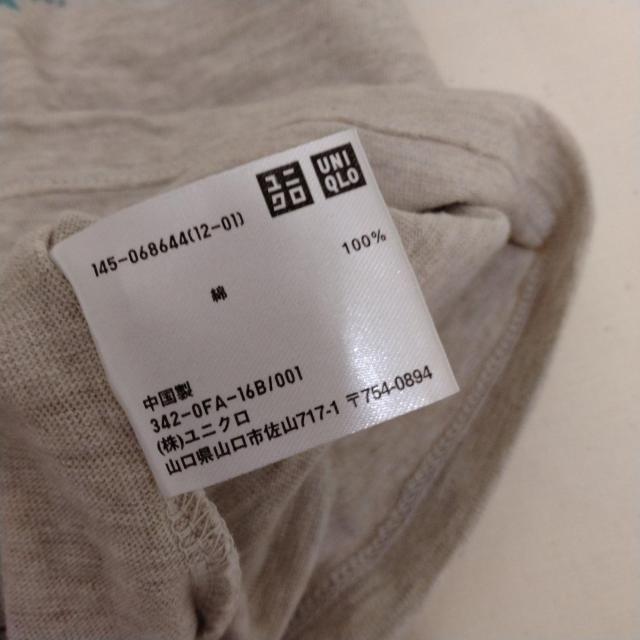 ユニ
クロ
UNI
QLO
145-068644(12-01)
綿 100%
中国製
342-0FA-16B/001
(株)ユニクロ
山口県山口市佐山717-1 〒754-0894